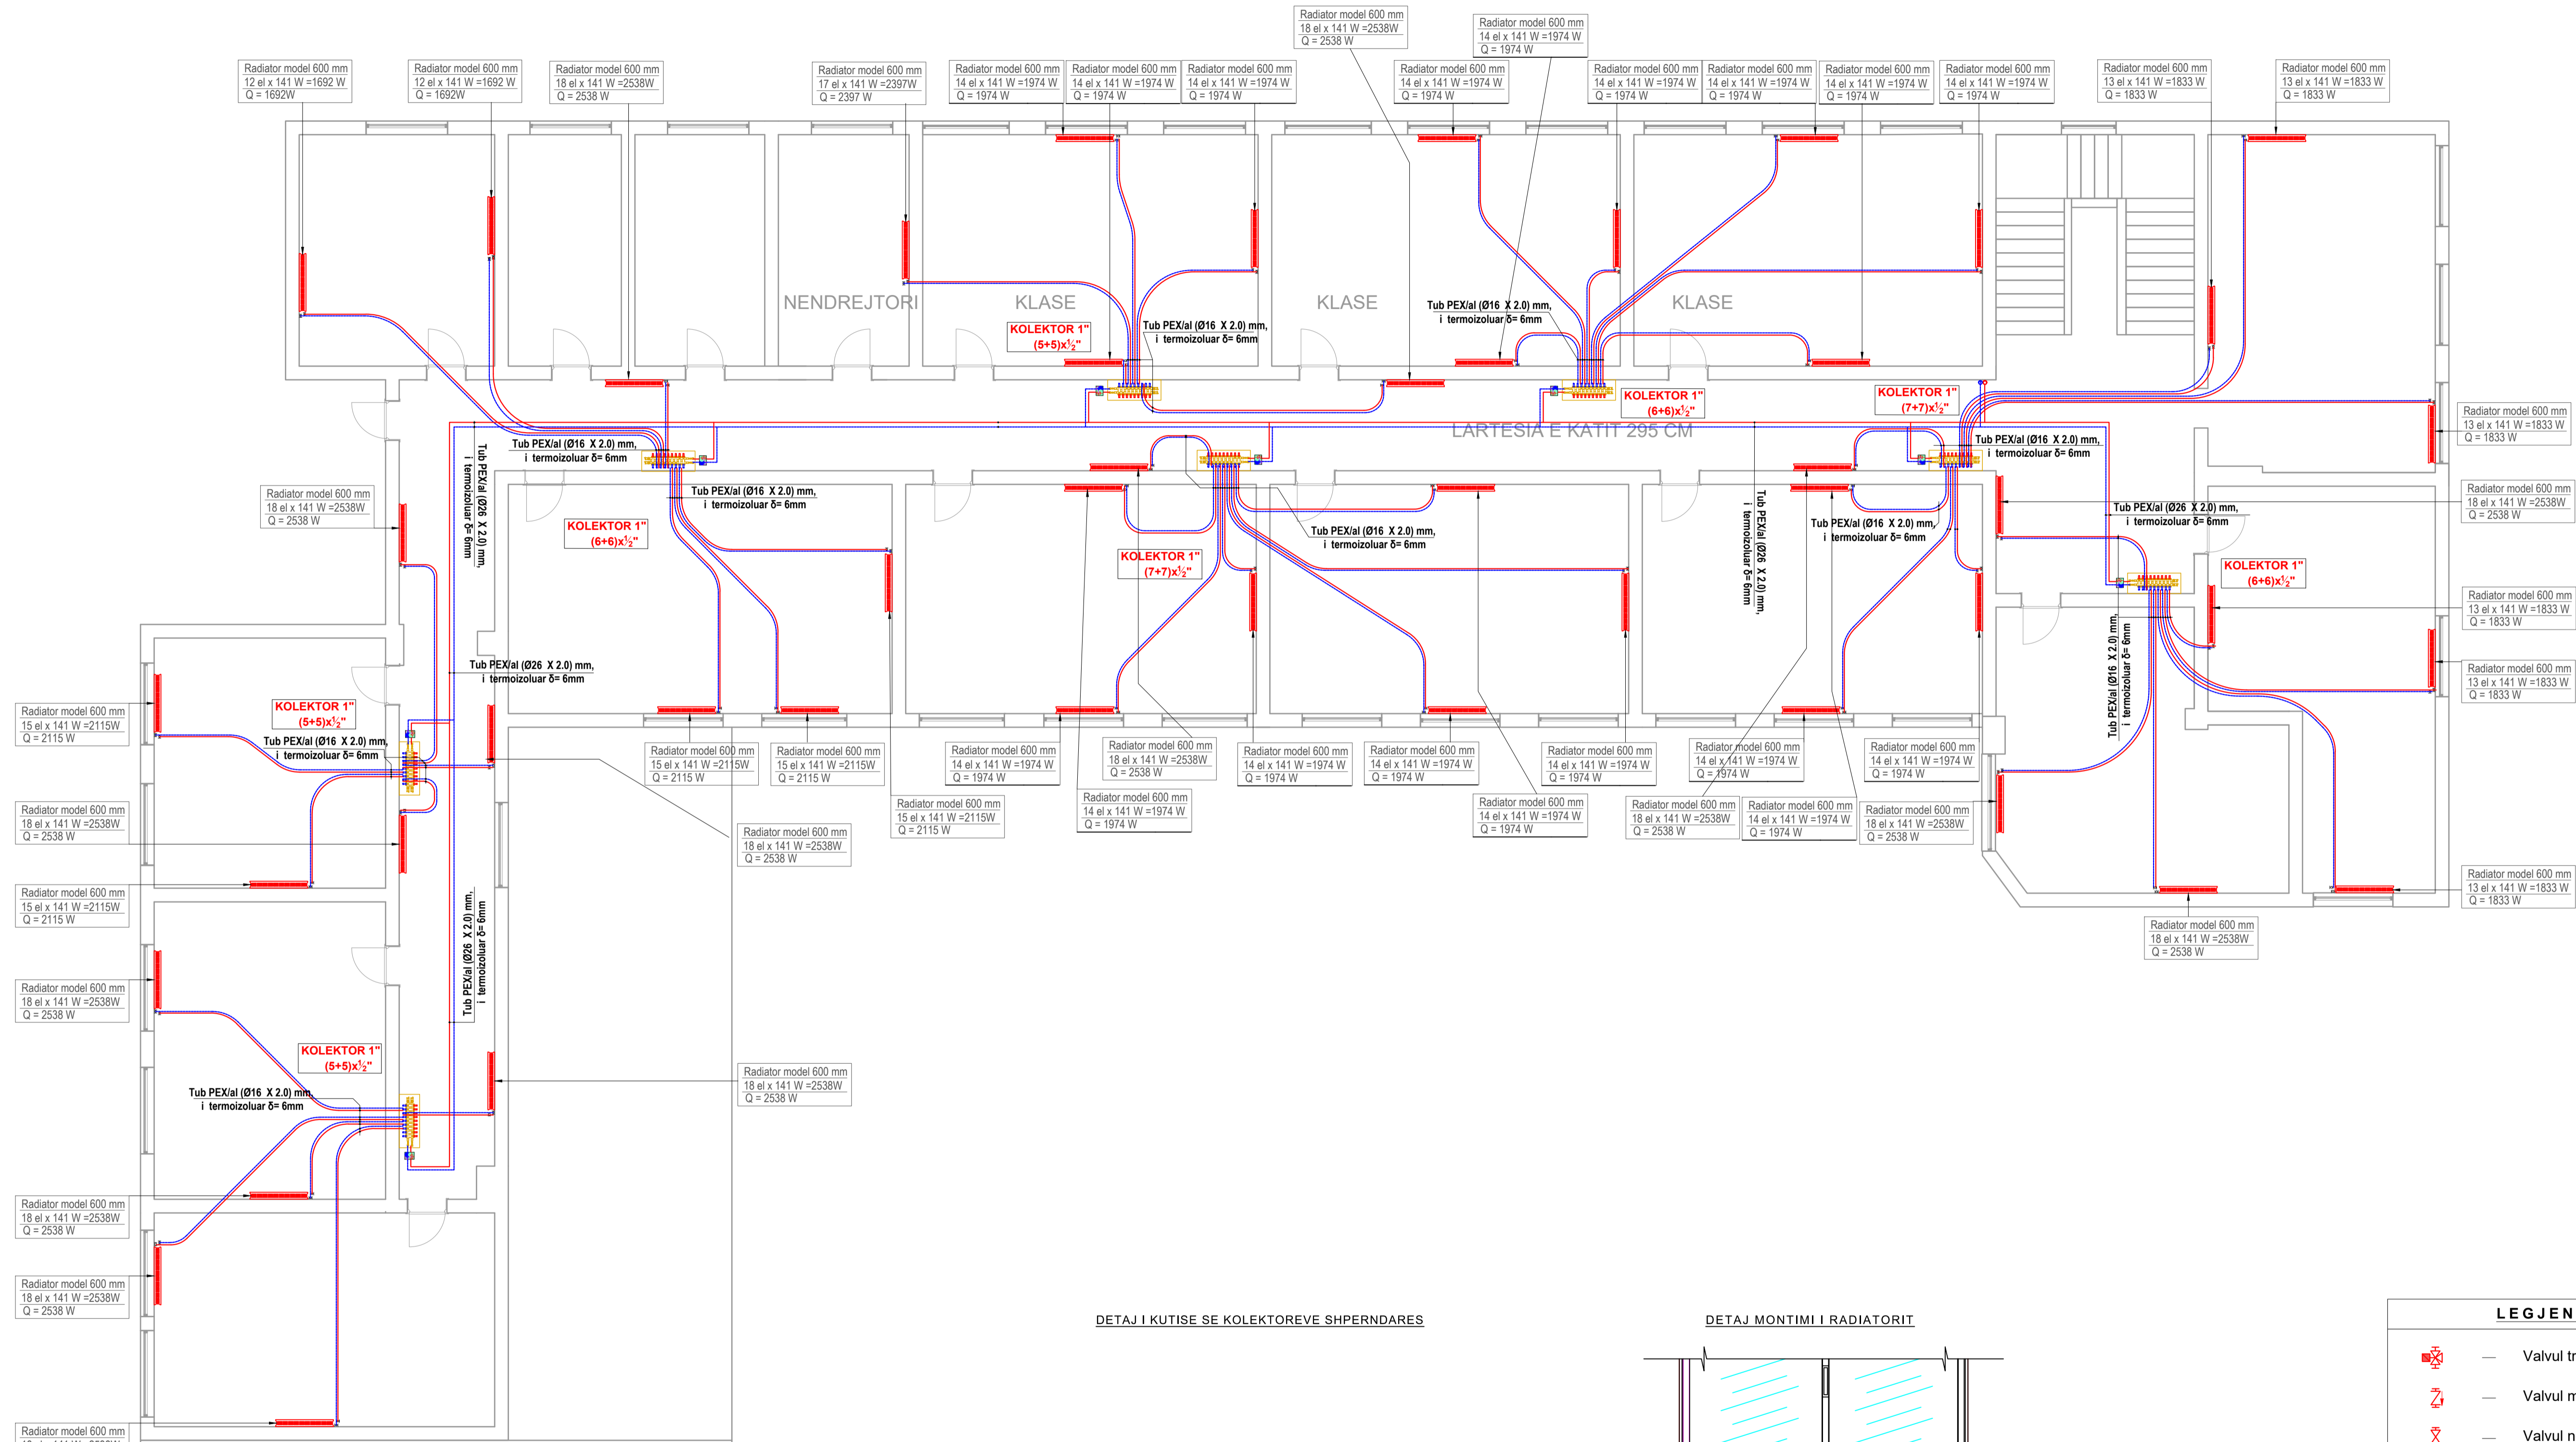 Radiator model 600 mm
18 el x 141 W =2538W
Q = 2538 W
Radiator model 600 mm
14 el x 141 W =1974 W
Q = 1974 W
Radiator model 600 mm
12 el x 141 W =1692 W
Q = 1692W
Radiator model 600 mm
12 el x 141 W =1692 W
Q = 1692W
Radiator model 600 mm
18 el x 141 W =2538W
Q = 2538 W
Radiator model 600 mm
17 el x 141 W =2397W
Q = 2397 W
Radiator model 600 mm
14 el x 141 W =1974 W
Q = 1974 W
Radiator model 600 mm
14 el x 141 W =1974 W
Q = 1974 W
Radiator model 600 mm
14 el x 141 W =1974 W
Q = 1974 W
Radiator model 600 mm
14 el x 141 W =1974 W
Q = 1974 W
Radiator model 600 mm
14 el x 141 W =1974 W
Q = 1974 W
Radiator model 600 mm
14 el x 141 W =1974 W
Q = 1974 W
Radiator model 600 mm
14 el x 141 W =1974 W
Q = 1974 W
Radiator model 600 mm
14 el x 141 W =1974 W
Q = 1974 W
Radiator model 600 mm
13 el x 141 W =1833 W
Q = 1833 W
Radiator model 600 mm
13 el x 141 W =1833 W
Q = 1833 W
NENDREJTORI
KLASE
KLASE
KLASE
KOLEKTOR 1"
(5+5)x½"
Tub PEX/al (Ø16 X 2.0) mm,
i termoizoluar δ= 6mm
Tub PEX/al (Ø16 X 2.0) mm,
i termoizoluar δ= 6mm
KOLEKTOR 1"
(6+6)x½"
KOLEKTOR 1"
(7+7)x½"
LARTESIA E KATIT 295 CM
Radiator model 600 mm
13 el x 141 W =1833 W
Q = 1833 W
Tub PEX/al (Ø16 X 2.0) mm,
i termoizoluar δ= 6mm
Tub PEX/al (Ø26 X 2.0) mm,
i termoizoluar δ= 6mm
Tub PEX/al (Ø16 X 2.0) mm,
i termoizoluar δ= 6mm
Radiator model 600 mm
18 el x 141 W =2538W
Q = 2538 W
Tub PEX/al (Ø16 X 2.0) mm,
i termoizoluar δ= 6mm
KOLEKTOR 1"
(6+6)x½"
Tub PEX/al (Ø16 X 2.0) mm,
i termoizoluar δ= 6mm
KOLEKTOR 1"
(7+7)x½"
Tub PEX/al (Ø26 X 2.0) mm,
i termoizoluar δ= 6mm
Tub PEX/al (Ø16 X 2.0) mm,
i termoizoluar δ= 6mm
Tub PEX/al (Ø26 X 2.0) mm,
i termoizoluar δ= 6mm
Radiator model 600 mm
18 el x 141 W =2538W
Q = 2538 W
KOLEKTOR 1"
(6+6)x½"
Radiator model 600 mm
13 el x 141 W =1833 W
Q = 1833 W
Tub PEX/al (Ø16 X 2.0) mm,
i termoizoluar δ= 6mm
Radiator model 600 mm
13 el x 141 W =1833 W
Q = 1833 W
Tub PEX/al (Ø26 X 2.0) mm,
i termoizoluar δ= 6mm
KOLEKTOR 1"
(5+5)x½"
Tub PEX/al (Ø16 X 2.0) mm,
i termoizoluar δ= 6mm
Radiator model 600 mm
15 el x 141 W =2115W
Q = 2115 W
Radiator model 600 mm
15 el x 141 W =2115W
Q = 2115 W
Radiator model 600 mm
15 el x 141 W =2115W
Q = 2115 W
Radiator model 600 mm
14 el x 141 W =1974 W
Q = 1974 W
Radiator model 600 mm
18 el x 141 W =2538W
Q = 2538 W
Radiator model 600 mm
14 el x 141 W =1974 W
Q = 1974 W
Radiator model 600 mm
14 el x 141 W =1974 W
Q = 1974 W
Radiator model 600 mm
14 el x 141 W =1974 W
Q = 1974 W
Radiator model 600 mm
14 el x 141 W =1974 W
Q = 1974 W
Radiator model 600 mm
14 el x 141 W =1974 W
Q = 1974 W
Radiator model 600 mm
18 el x 141 W =2538W
Q = 2538 W
Radiator model 600 mm
18 el x 141 W =2538W
Q = 2538 W
Radiator model 600 mm
15 el x 141 W =2115W
Q = 2115 W
Radiator model 600 mm
14 el x 141 W =1974 W
Q = 1974 W
Radiator model 600 mm
14 el x 141 W =1974 W
Q = 1974 W
Radiator model 600 mm
18 el x 141 W =2538W
Q = 2538 W
Radiator model 600 mm
14 el x 141 W =1974 W
Q = 1974 W
Radiator model 600 mm
18 el x 141 W =2538W
Q = 2538 W
Radiator model 600 mm
13 el x 141 W =1833 W
Q = 1833 W
Radiator model 600 mm
15 el x 141 W =2115W
Q = 2115 W
Tub PEX/al (Ø26 X 2.0) mm,
i termoizoluar δ= 6mm
Radiator model 600 mm
18 el x 141 W =2538W
Q = 2538 W
Radiator model 600 mm
18 el x 141 W =2538W
Q = 2538 W
KOLEKTOR 1"
(5+5)x½"
Radiator model 600 mm
18 el x 141 W =2538W
Q = 2538 W
Tub PEX/al (Ø16 X 2.0) mm,
i termoizoluar δ= 6mm
Radiator model 600 mm
18 el x 141 W =2538W
Q = 2538 W
Radiator model 600 mm
18 el x 141 W =2538W
Q = 2538 W
Radiator model 600 mm
DETAJ I KUTISE SE KOLEKTOREVE SHPERNDARES
DETAJ MONTIMI I RADIATORIT
LEGJEN
— Valvul tr
— Valvul m
— Valvul n